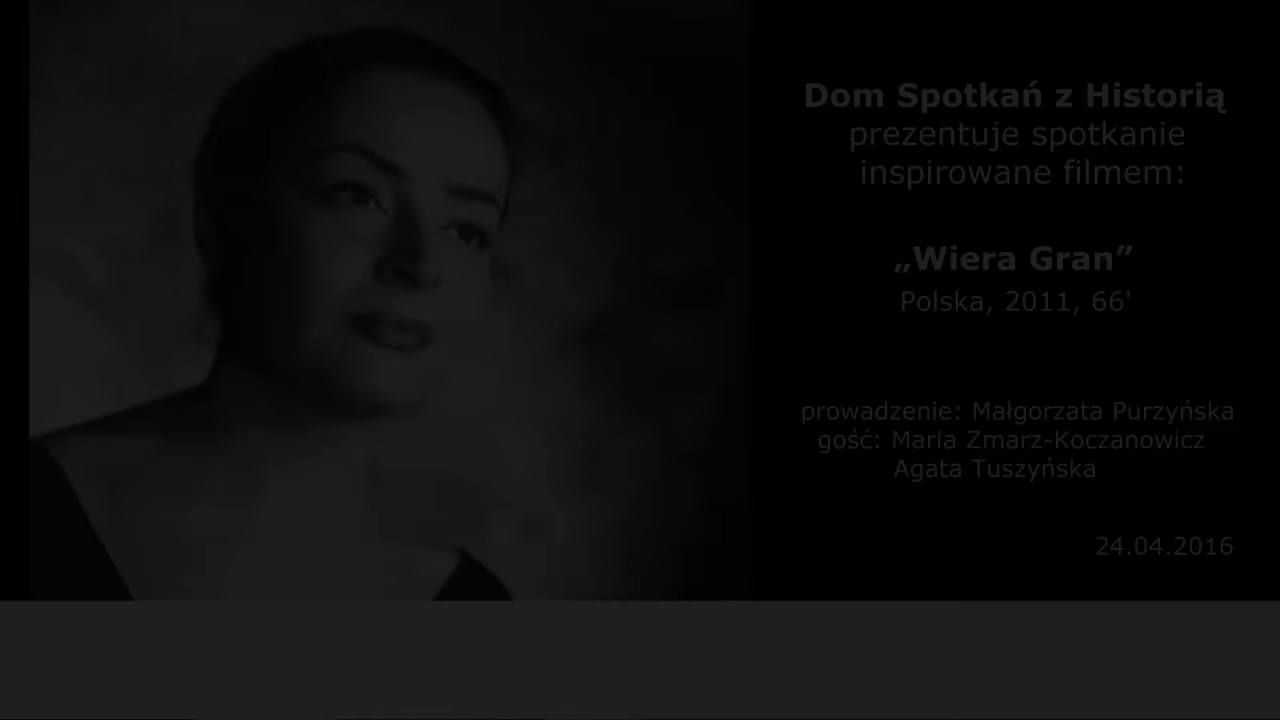 Dom Spotkań z Historią
prezentuje spotkanie
inspirowane filmem:
„Wiera Gran”
Polska, 2011, 66'
prowadzenie: Małgorzata Purzyńska
gość: Maria Zmarz-Koczanowicz
Agata Tuszyńska
24.04.2016